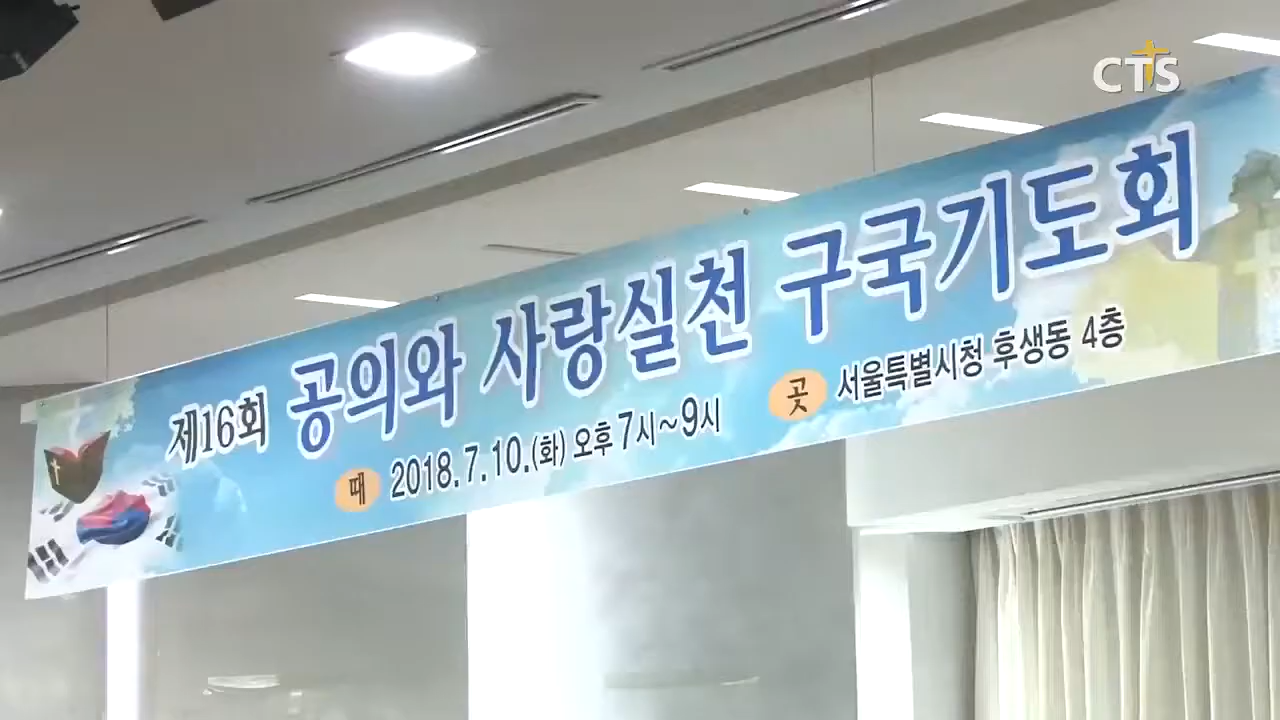 CTS
제16회 공의와 사랑실천 구국기도회
때 2018.7.10.(화) 오후 7시~9시 곳 서울특별시청 후생동 4층